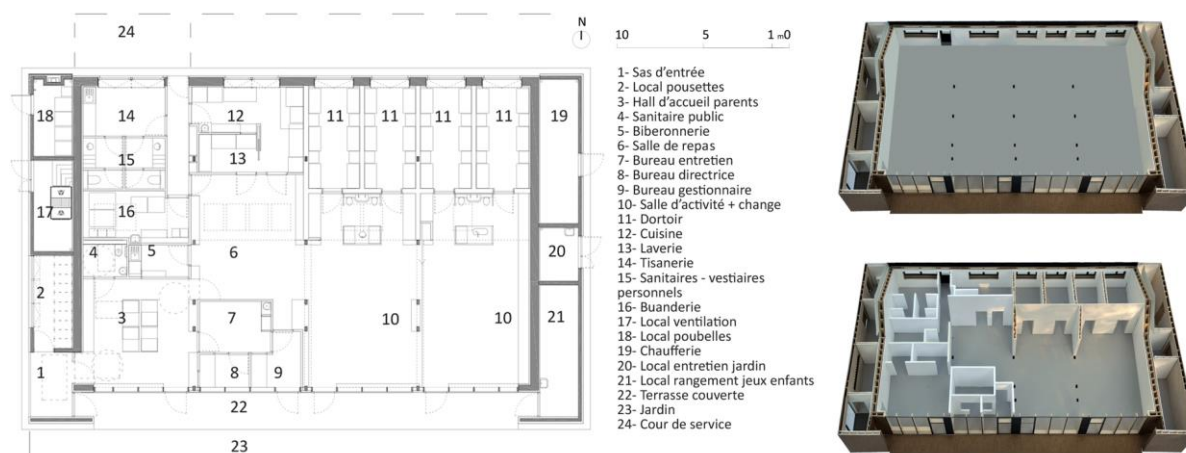 24
N
12
11 11 11 11
18
14
19
13
15
17
16
4
5
6
20
2
3
7
10
10
21
1
8
9
22
23
10 5 1 m0
1- Sas d'entrée
2- Local pousettes
3- Hall d'accueil parents
4- Sanitaire public
5- Biberonnerie
6- Salle de repas
7- Bureau entretien
8- Bureau directrice
9- Bureau gestionnaire
10- Salle d'activité + change
11- Dortoir
12- Cuisine
13- Laverie
14- Tisanerie
15- Sanitaires - vestiaires
personnels
16- Buanderie
17- Local ventilation
18- Local poubelles
19- Chaufferie
20- Local entretien jardin
21- Local rangement jeux enfants
22- Terrasse couverte
23- Jardin
24- Cour de service